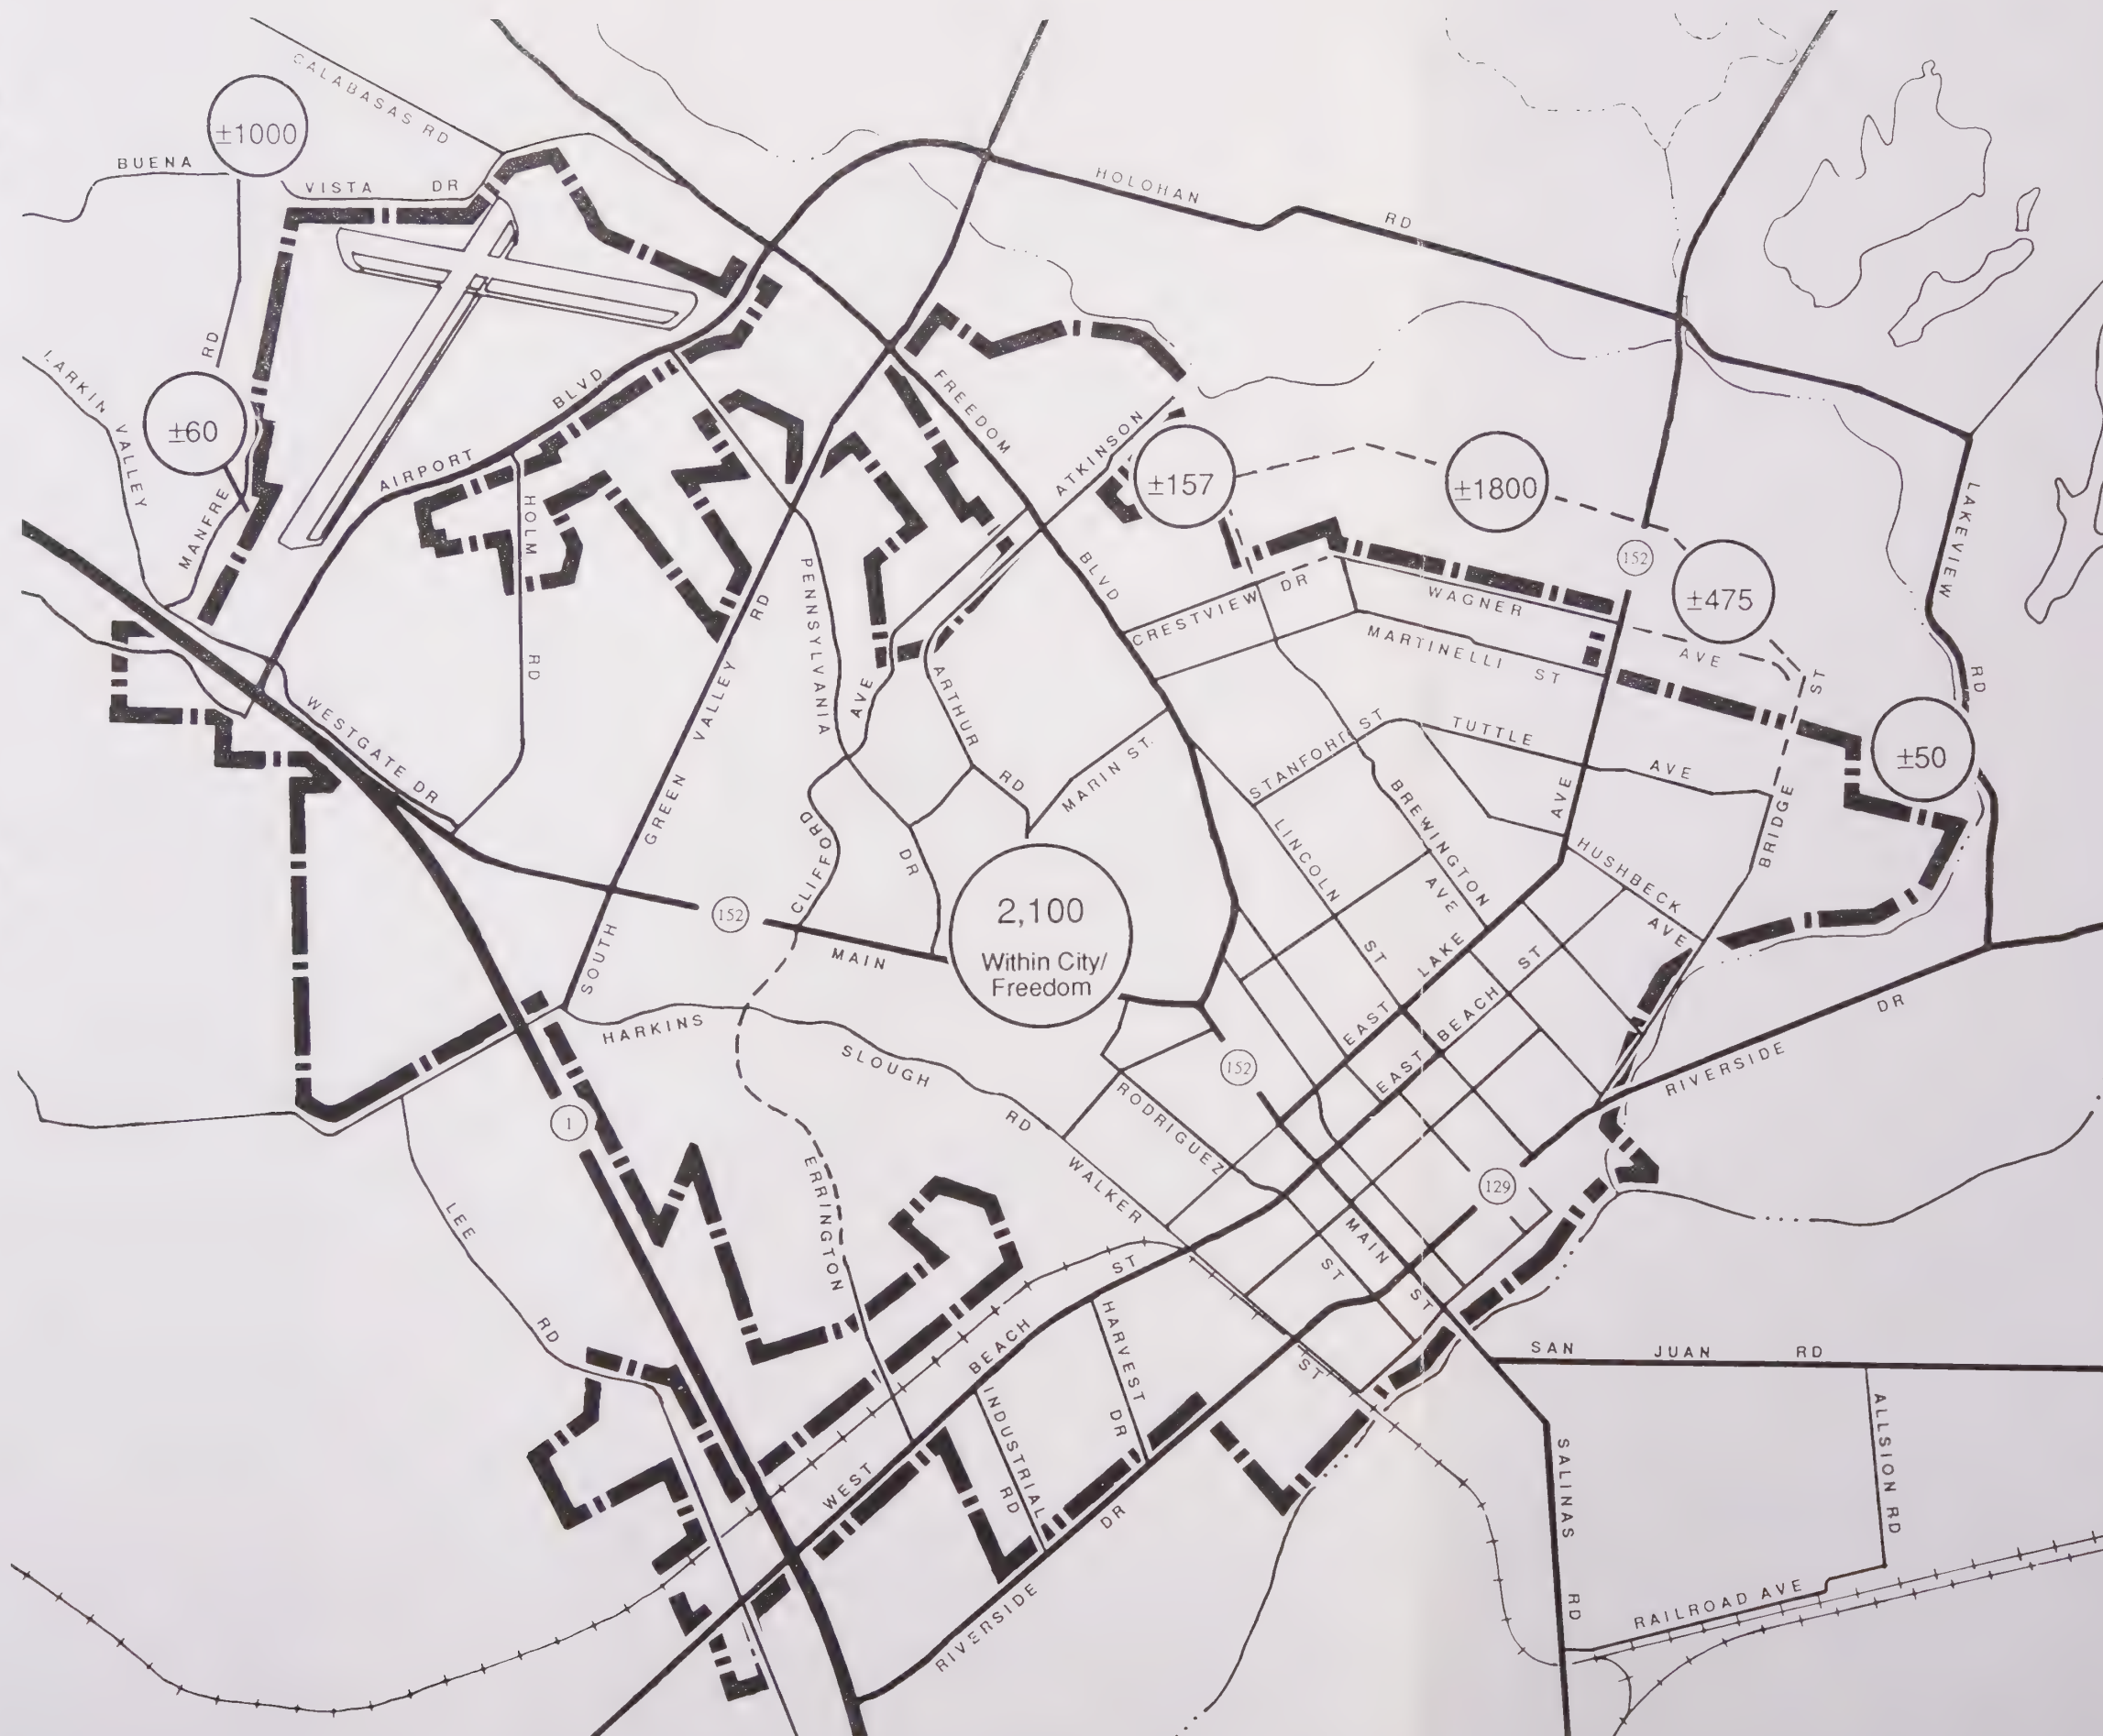 CALABASAS RD
±1000
BUENA
VISTA DR
HOLOHAN
RD
RD
LARKIN
VALLEY
±60
MANFRE
AIRPORT
BLVD
FREEDOM
BLVD
ATKINSON
±157
±1800
152
±475
LAKEVIEW
RD
HOLM
RD
PENNSYLVANIA
AVE
CRESTVIEW DR
WAGNER
AVE
MARTINELLI ST
ST
BRIDGE
±50
WESTGATE DR
SOUTH
GREEN
VALLEY
RD
ARTHUR
RD
MARIN ST.
STANFORD ST
TUTTLE
AVE
CLIFFORD
DR
BREWINGTON
AVE
LINCOLN
ST
AVE
HUSHBECK
AVE
152
MAIN
2,100
Within City/
Freedom
EAST LAKE
EAST BEACH ST
HARKINS
SLOUGH
RD
RIVERSIDE
DR
152
1
RODRIGUEZ
ST
WALKER
ST
ERRINGTON
LEE
RD
129
MAIN
ST
WEST
BEACH
ST
HARVEST
DR
INDUSTRIAL
RD
SAN JUAN RD
SALINAS
RD
ALLSION RD
RIVERSIDE
DR
RAILROAD AVE